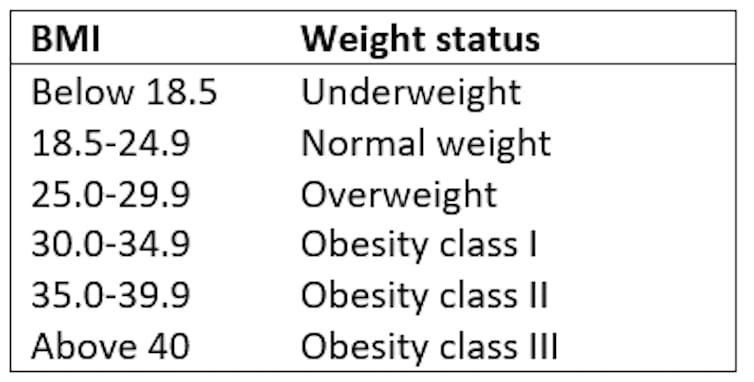 BMI Weight status
Below 18.5 Underweight
18.5-24.9 Normal weight
25.0-29.9 Overweight
30.0-34.9 Obesity class I
35.0-39.9 Obesity class II
Above 40 Obesity class III